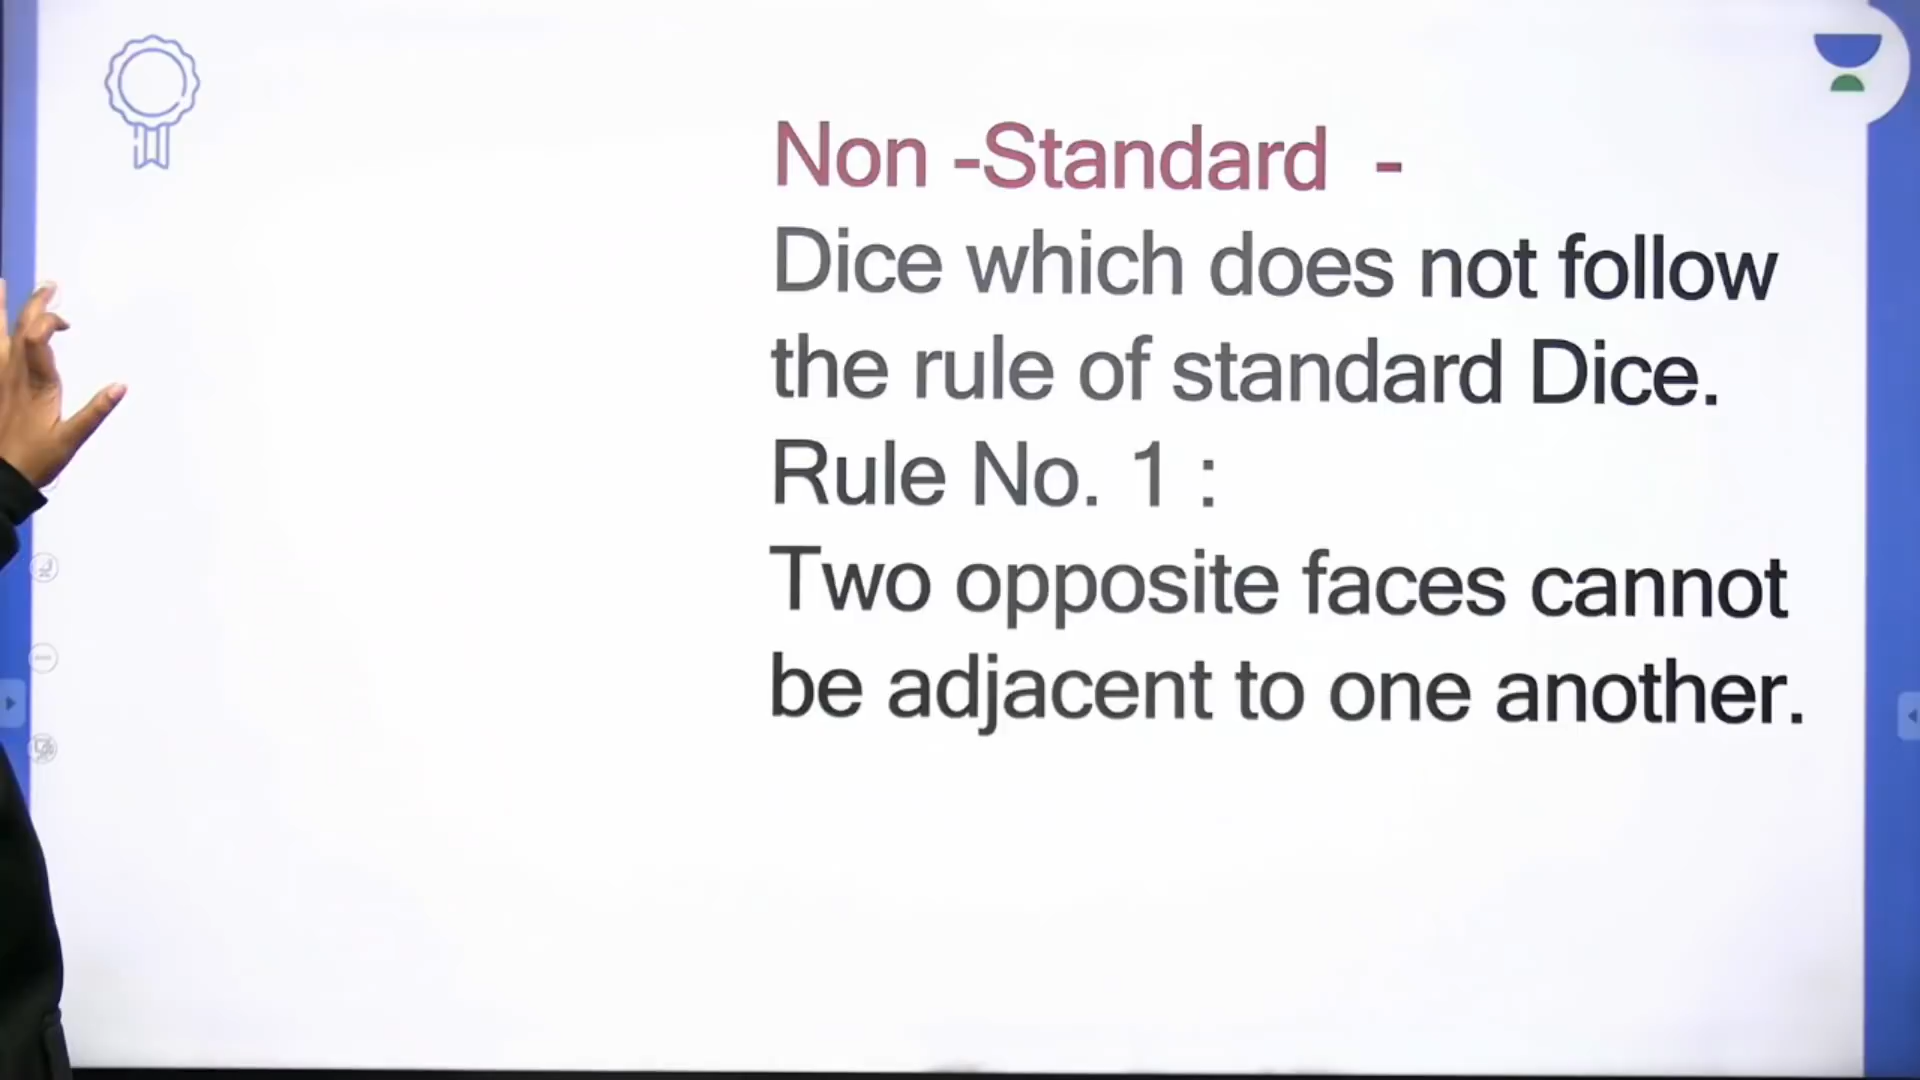 Non -Standard -
Dice which does not follow
the rule of standard Dice.
Rule No. 1 :
Two opposite faces cannot
be adjacent to one another.